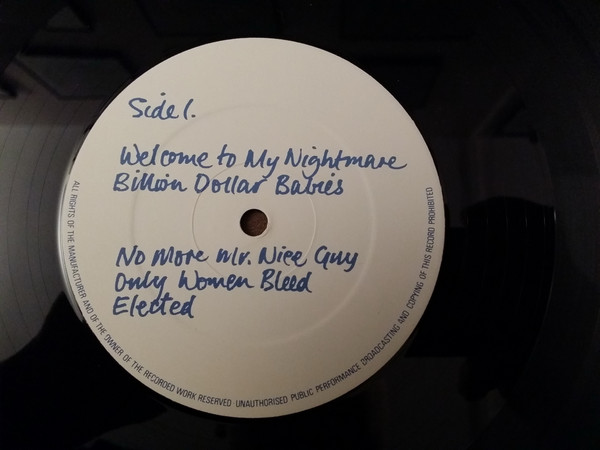 Side 1.
Welcome to My Nightmare
Billion Dollar Babies
No More Mr. Nice Guy
Only Women Bleed
Elected
ALL RIGHTS OF THE MANUFACTURER AND OF THE OWNER OF THE RECORDED WORK RESERVED · UNAUTHORISED PUBLIC PERFORMANCE BROADCASTING AND COPYING OF THIS RECORD PROHIBITED